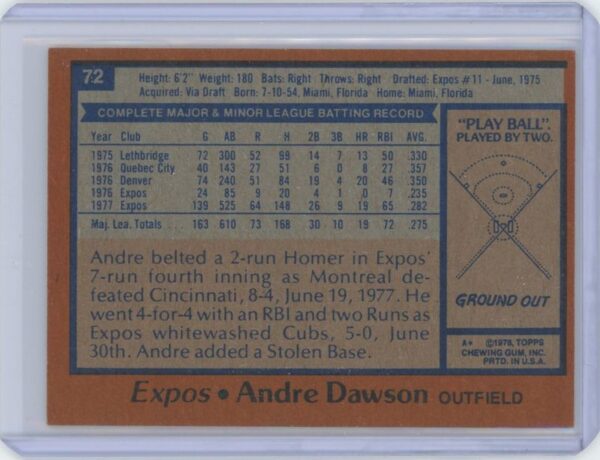 72
Height: 6'2" Weight: 180 Bats: Right Throws: Right Drafted: Expos #11 - June, 1975
Acquired: Via Draft Born: 7-10-54, Miami, Florida Home: Miami, Florida
COMPLETE MAJOR & MINOR LEAGUE BATTING RECORD
Year Club G AB R H 2B 3B HR RBI AVG.
1975 Lethbridge 72 300 52 99 14 7 13 50 .330
1976 Quebec City 40 143 27 51 6 0 8 27 .357
1976 Denver 74 240 51 84 19 4 20 46 .350
1976 Expos 24 85 9 20 4 1 0 7 .235
1977 Expos 139 525 64 148 26 9 19 65 .282
Maj. Lea. Totals 163 610 73 168 30 10 19 72 .275
Andre belted a 2-run Homer in Expos'
7-run fourth inning as Montreal de-
feated Cincinnati, 8-4, June 19, 1977. He
went 4-for-4 with an RBI and two Runs as
Expos whitewashed Cubs, 5-0, June
30th. Andre added a Stolen Base.
"PLAY BALL".
PLAYED BY TWO.
GROUND OUT
A* ©1978, TOPPS
CHEWING GUM, INC.
PRTD. IN U.S.A.
Expos • Andre Dawson OUTFIELD